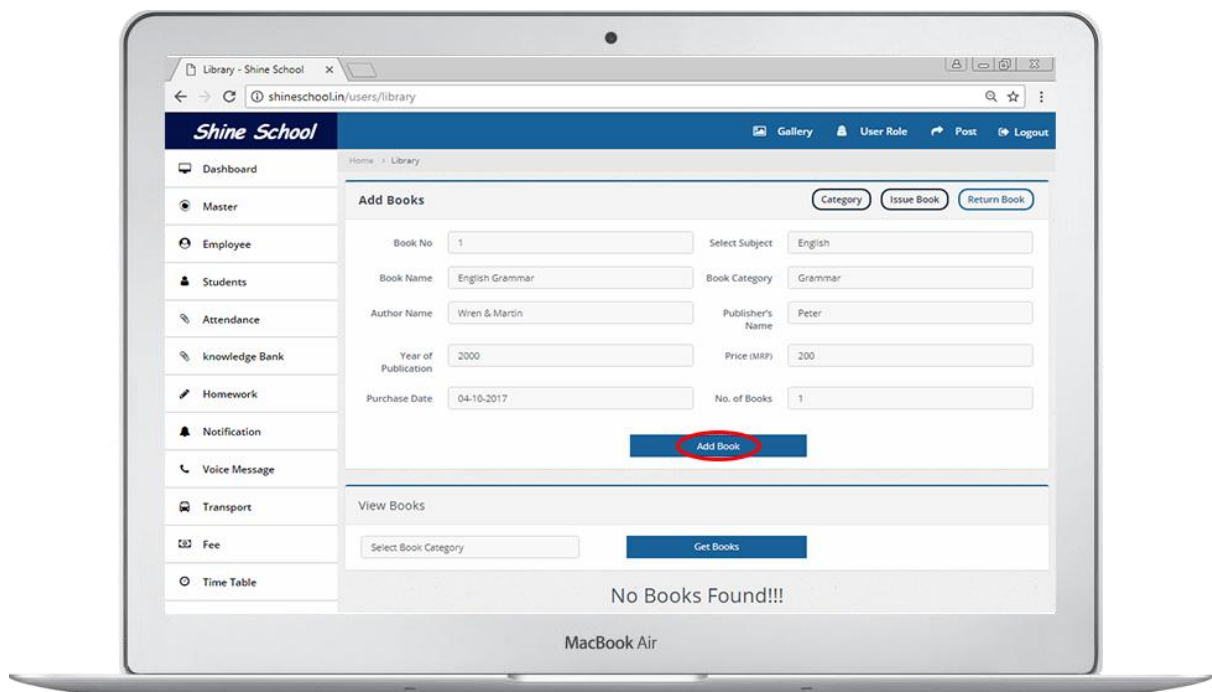 Library - Shine School
shineschool.in/users/library
Shine School
Gallery
User Role
Post
Logout
Dashboard
Master
Employee
Students
Attendance
knowledge Bank
Homework
Notification
Voice Message
Transport
Fee
Time Table
Home > Library
Add Books
Category
Issue Book
Return Book
Book No 1
Select Subject English
Book Name English Grammar
Book Category Grammar
Author Name Wren & Martin
Publisher's
Name
Peter
Year of
Publication
2000
Price (MRP) 200
Purchase Date 04-10-2017
No. of Books 1
Add Book
View Books
Select Book Category
Get Books
No Books Found!!!
MacBook Air